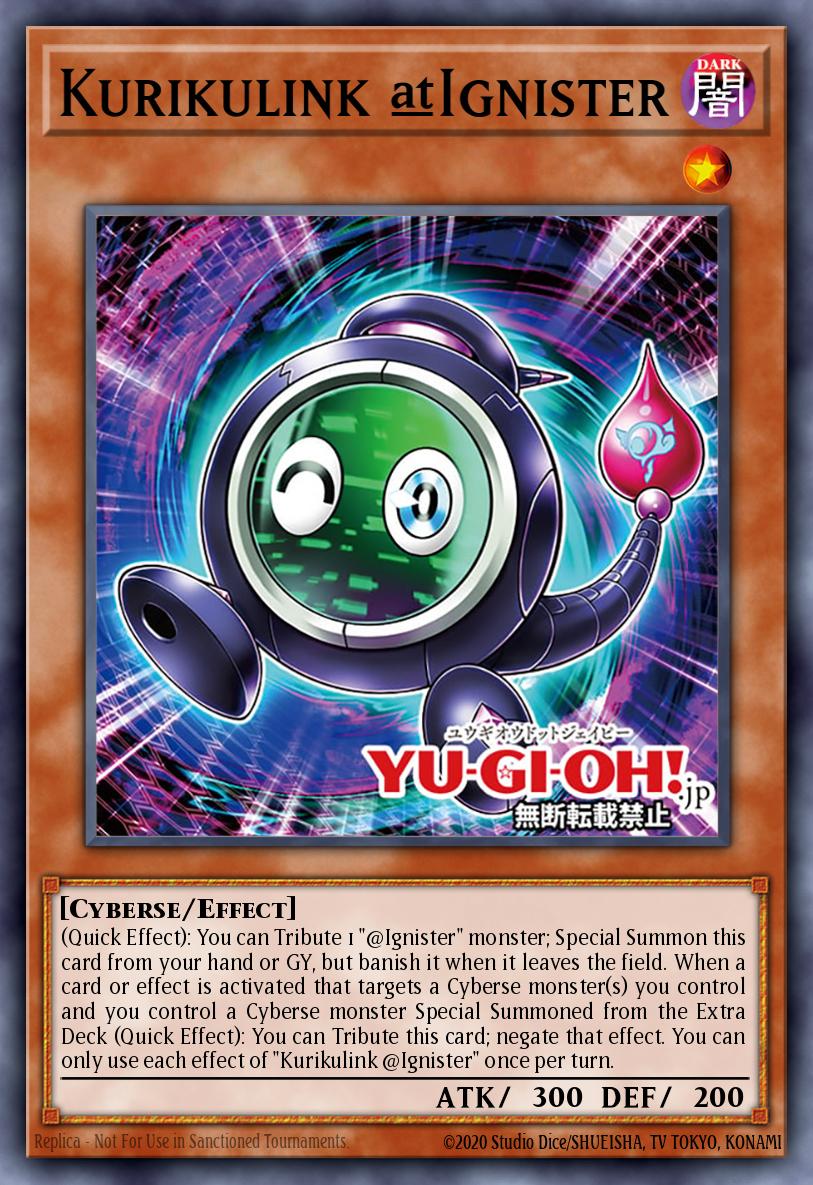 Kurikulink atIgnister
DARK
闇
ユウギオウドットジェイピー
YU-GI-OH!.jp
無断転載禁止
[Cyberse/Effect]
(Quick Effect): You can Tribute 1 "@Ignister" monster; Special Summon this
card from your hand or GY, but banish it when it leaves the field. When a
card or effect is activated that targets a Cyberse monster(s) you control
and you control a Cyberse monster Special Summoned from the Extra
Deck (Quick Effect): You can Tribute this card; negate that effect. You can
only use each effect of "Kurikulink @Ignister" once per turn.
ATK/ 300 DEF/ 200
Replica - Not For Use in Sanctioned Tournaments.
©2020 Studio Dice/SHUEISHA, TV TOKYO, KONAMI